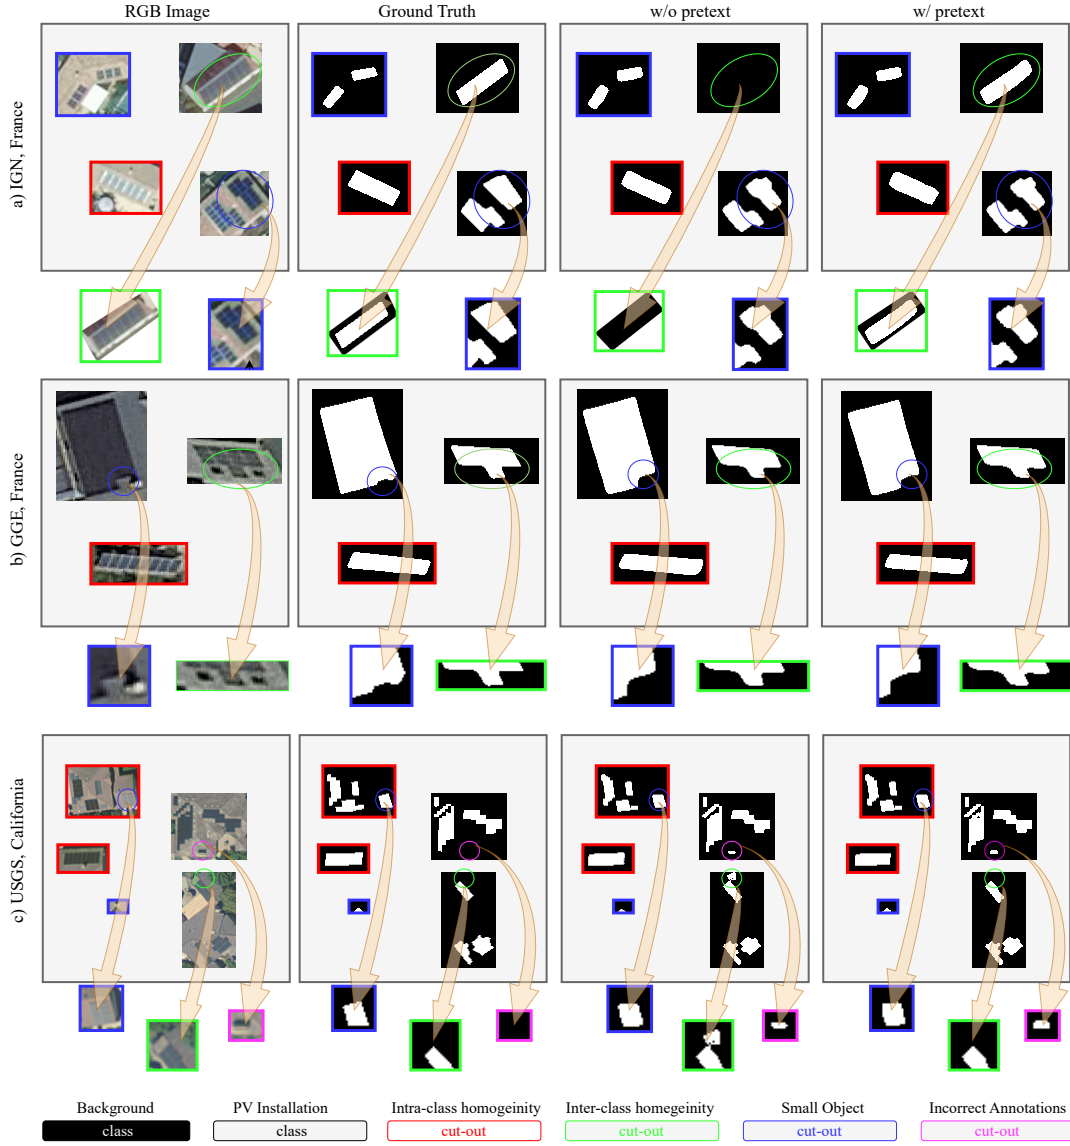 RGB Image
Ground Truth
w/o pretext
w/ pretext
a) IGN, France
b) GGE, France
c) USGS, California
Background
class
PV Installation
class
Intra-class homogeinity
cut-out
Inter-class homegeinity
cut-out
Small Object
cut-out
Incorrect Annotations
cut-out